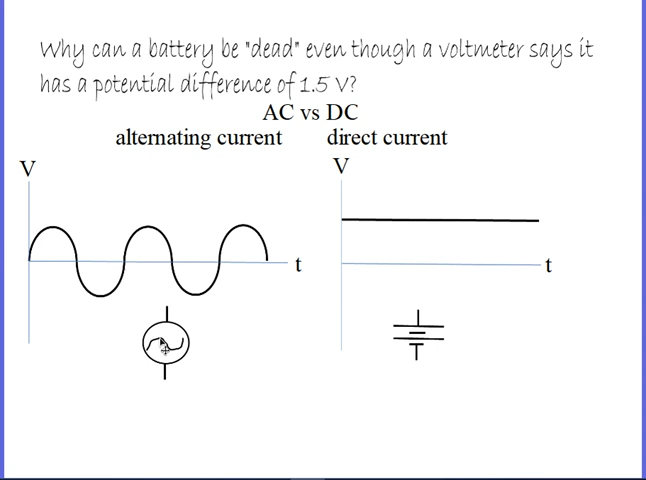 Why can a battery be "dead" even though a voltmeter says it
has a potential difference of 1.5 V?
AC vs DC
alternating current direct current
V V
t t